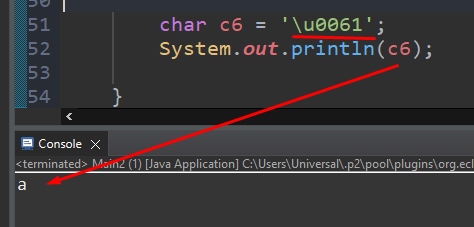 50
51 char c6 = '\u0061';
52 System.out.println(c6);
53
54 }
Console
<terminated> Main2 (1) [Java Application] C:\Users\Universal\.p2\pool\plugins\org.ecl
a